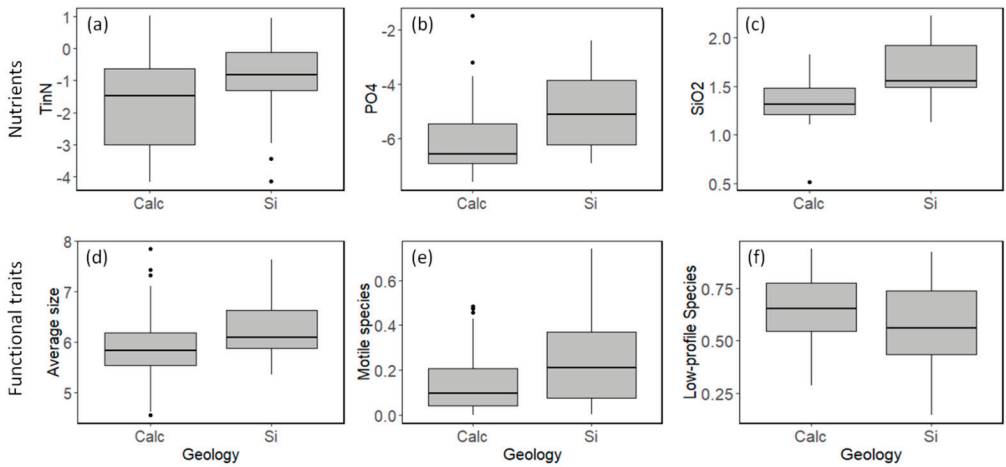 Nutrients
(a)
TinN
1
0
-1
-2
-3
-4
Calc
Si
(b)
PO4
-2
-4
-6
Calc
Si
(c)
SiO2
2.0
1.5
1.0
0.5
Calc
Si
Functional traits
(d)
Average size
8
7
6
5
Calc
Si
Geology
(e)
Motile species
0.6
0.4
0.2
0.0
Calc
Si
Geology
(f)
Low-profile Species
0.75
0.50
0.25
Calc
Si
Geology